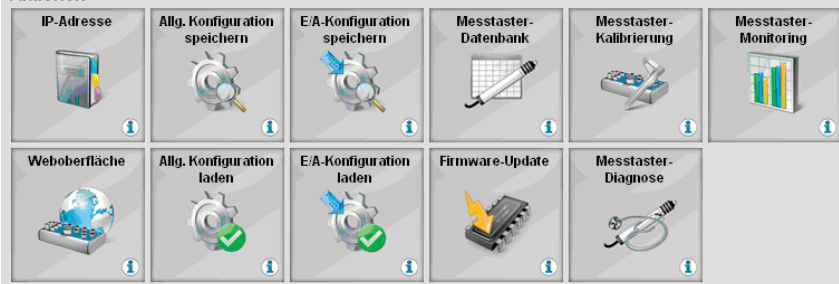 IP-Adresse
Allg. Konfiguration
speichern
E/A-Konfiguration
speichern
Messtaster-
Datenbank
Messtaster-
Kalibrierung
Messtaster-
Monitoring
Weboberfläche
Allg. Konfiguration
laden
E/A-Konfiguration
laden
Firmware-Update
Messtaster-
Diagnose